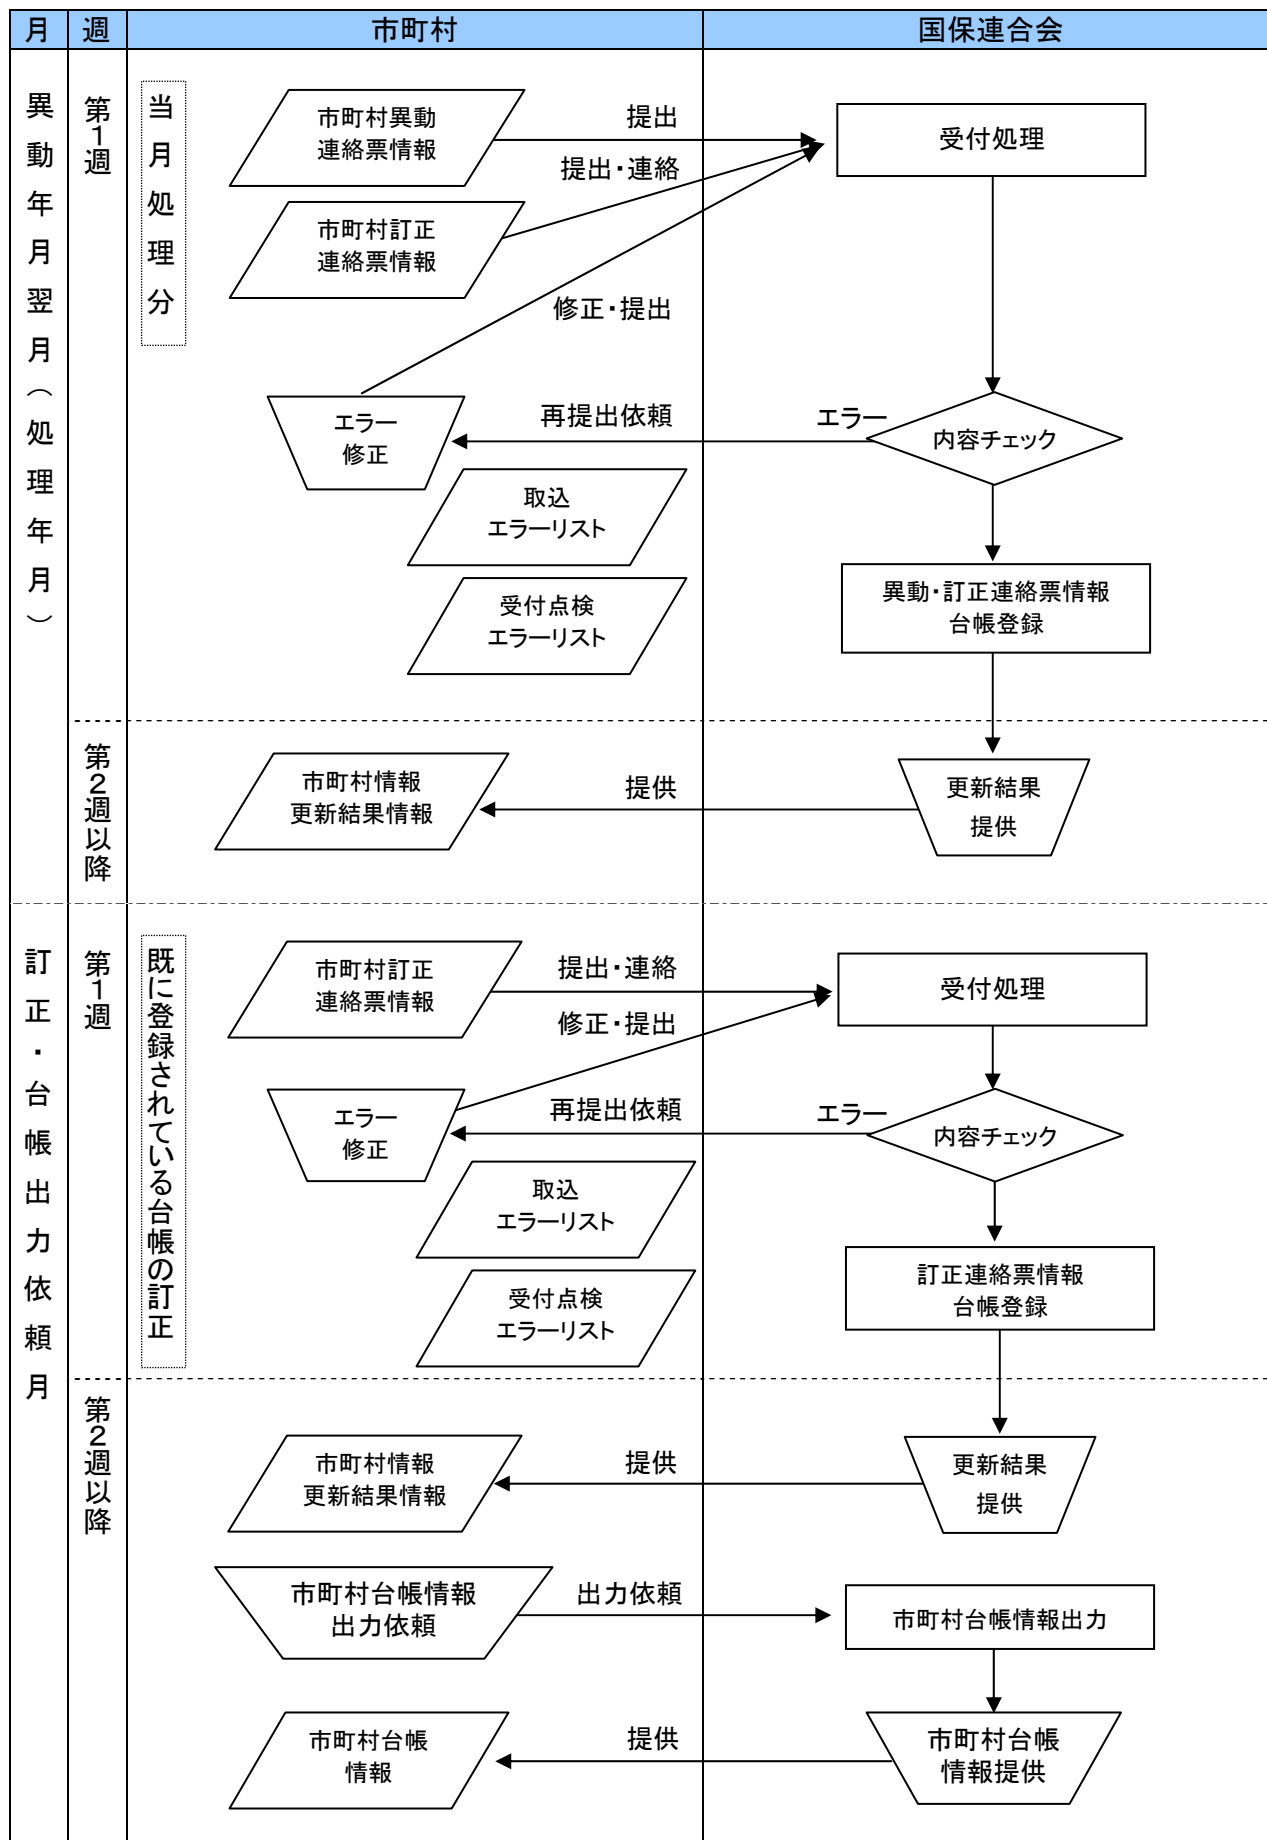 月
週
市町村
国保連合会
異動年月翌月（処理年月）
第1週
当月処理分
市町村異動
連絡票情報
提出
受付処理
提出・連絡
市町村訂正
連絡票情報
修正・提出
エラー
修正
再提出依頼
エラー
内容チェック
取込
エラーリスト
受付点検
エラーリスト
異動・訂正連絡票情報
台帳登録
第2週以降
市町村情報
更新結果情報
提供
更新結果
提供
訂正・台帳出力依頼月
第1週
既に登録されている台帳の訂正
市町村訂正
連絡票情報
提出・連絡
受付処理
修正・提出
エラー
修正
再提出依頼
エラー
内容チェック
取込
エラーリスト
受付点検
エラーリスト
訂正連絡票情報
台帳登録
第2週以降
市町村情報
更新結果情報
提供
更新結果
提供
市町村台帳情報
出力依頼
出力依頼
市町村台帳情報出力
市町村台帳
情報
提供
市町村台帳
情報提供